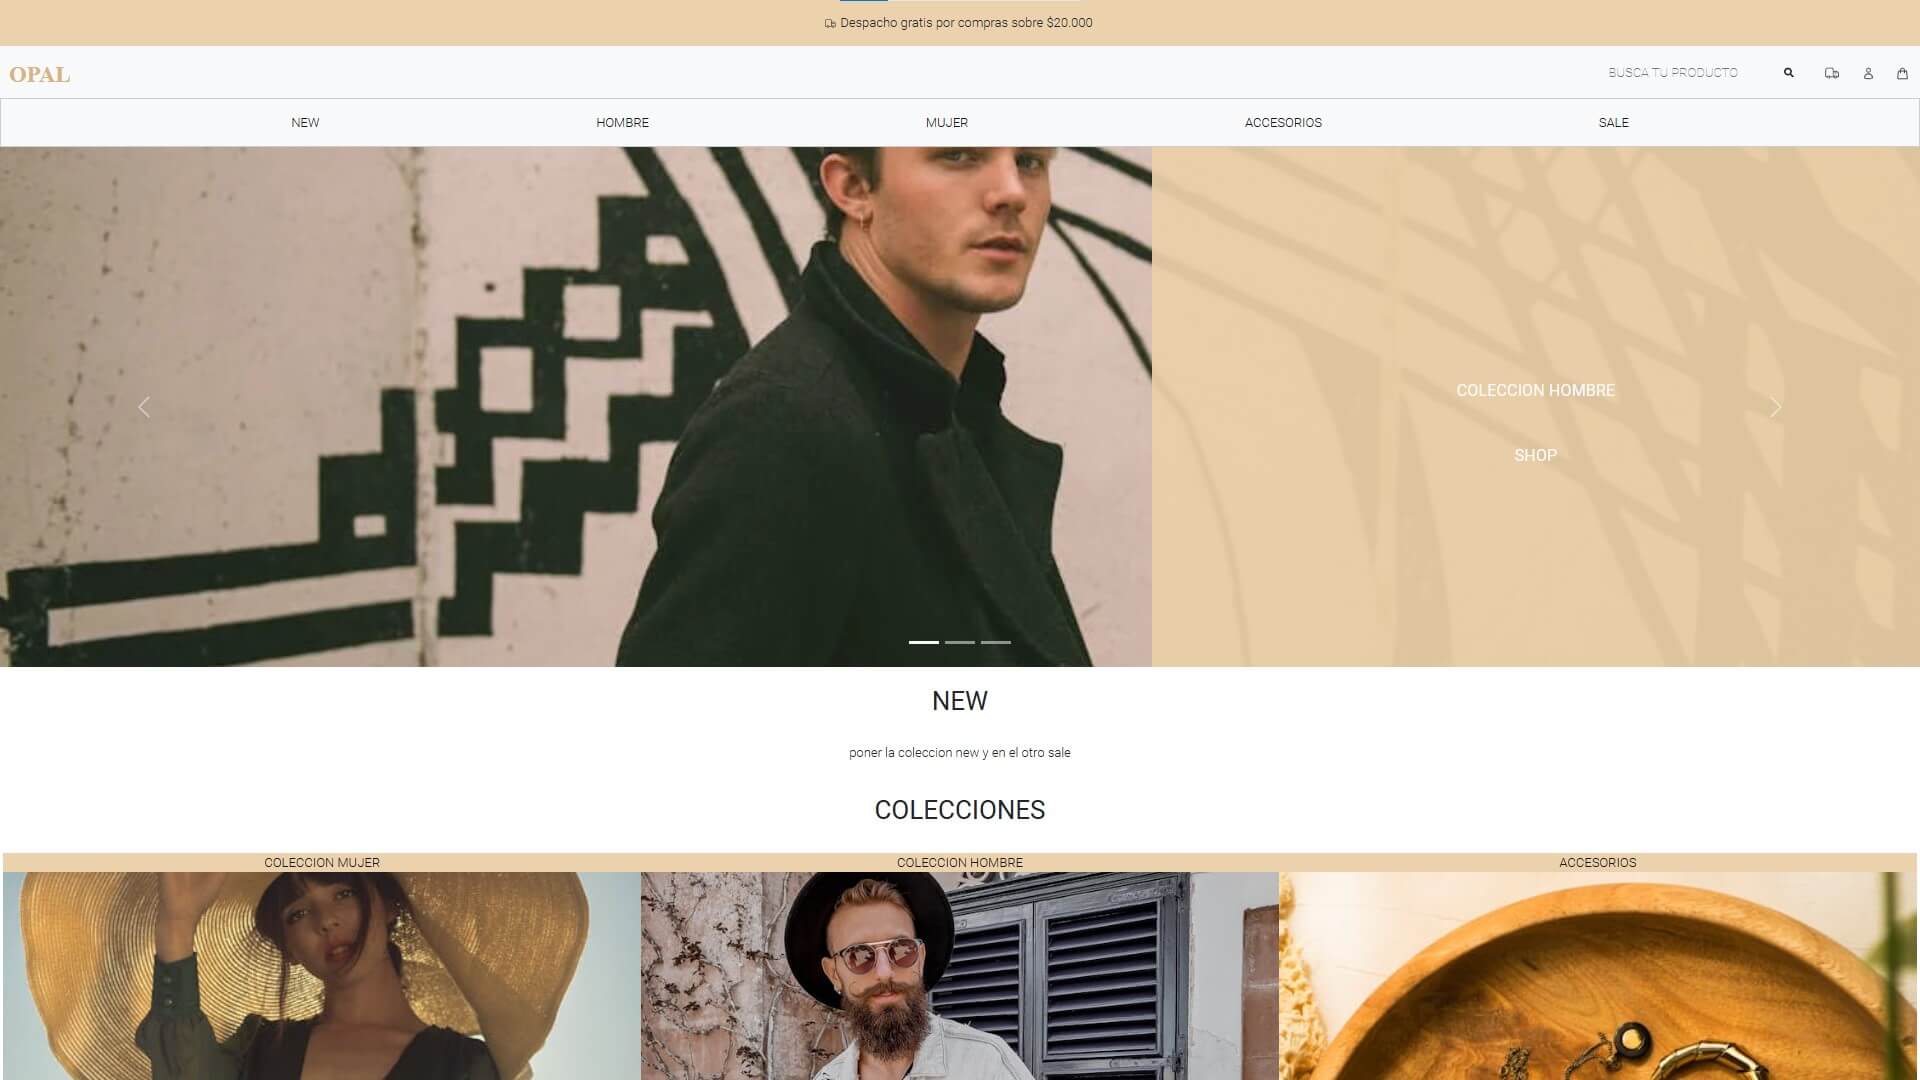 Despacho gratis por compras sobre $20.000
OPAL
BUSCA TU PRODUCTO
NEW
HOMBRE
MUJER
ACCESORIOS
SALE
COLECCION HOMBRE
SHOP
NEW
poner la coleccion new y en el otro sale
COLECCIONES
COLECCION MUJER
COLECCION HOMBRE
ACCESORIOS